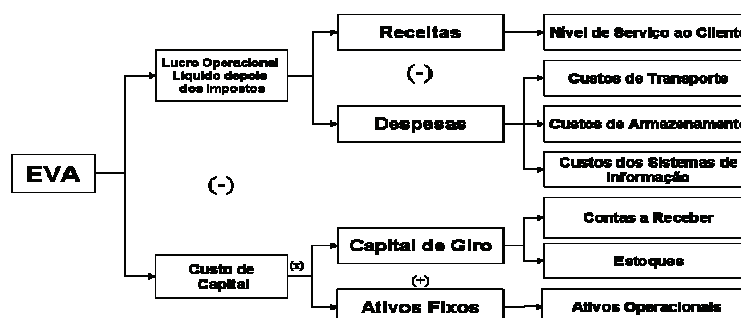 Receitas
Nível de Serviço ao Cliente
Lucro Operacional
Líquido depois
dos Impostos
(-)
Custos de Transporte
Despesas
Custos de Armazenamento
EVA
(-)
Custos dos Sistemas de
Informação
Contas a Receber
Capital de Giro
Custo de
Capital
(x)
Estoques
(+)
Ativos Fixos
Ativos Operacionais